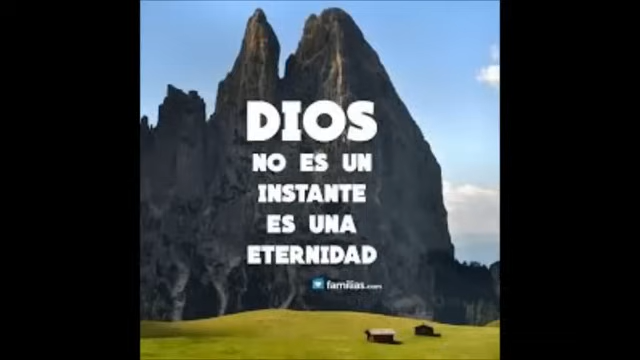 DIOS
NO ES UN
INSTANTE
ES UNA
ETERNIDAD
familias.com